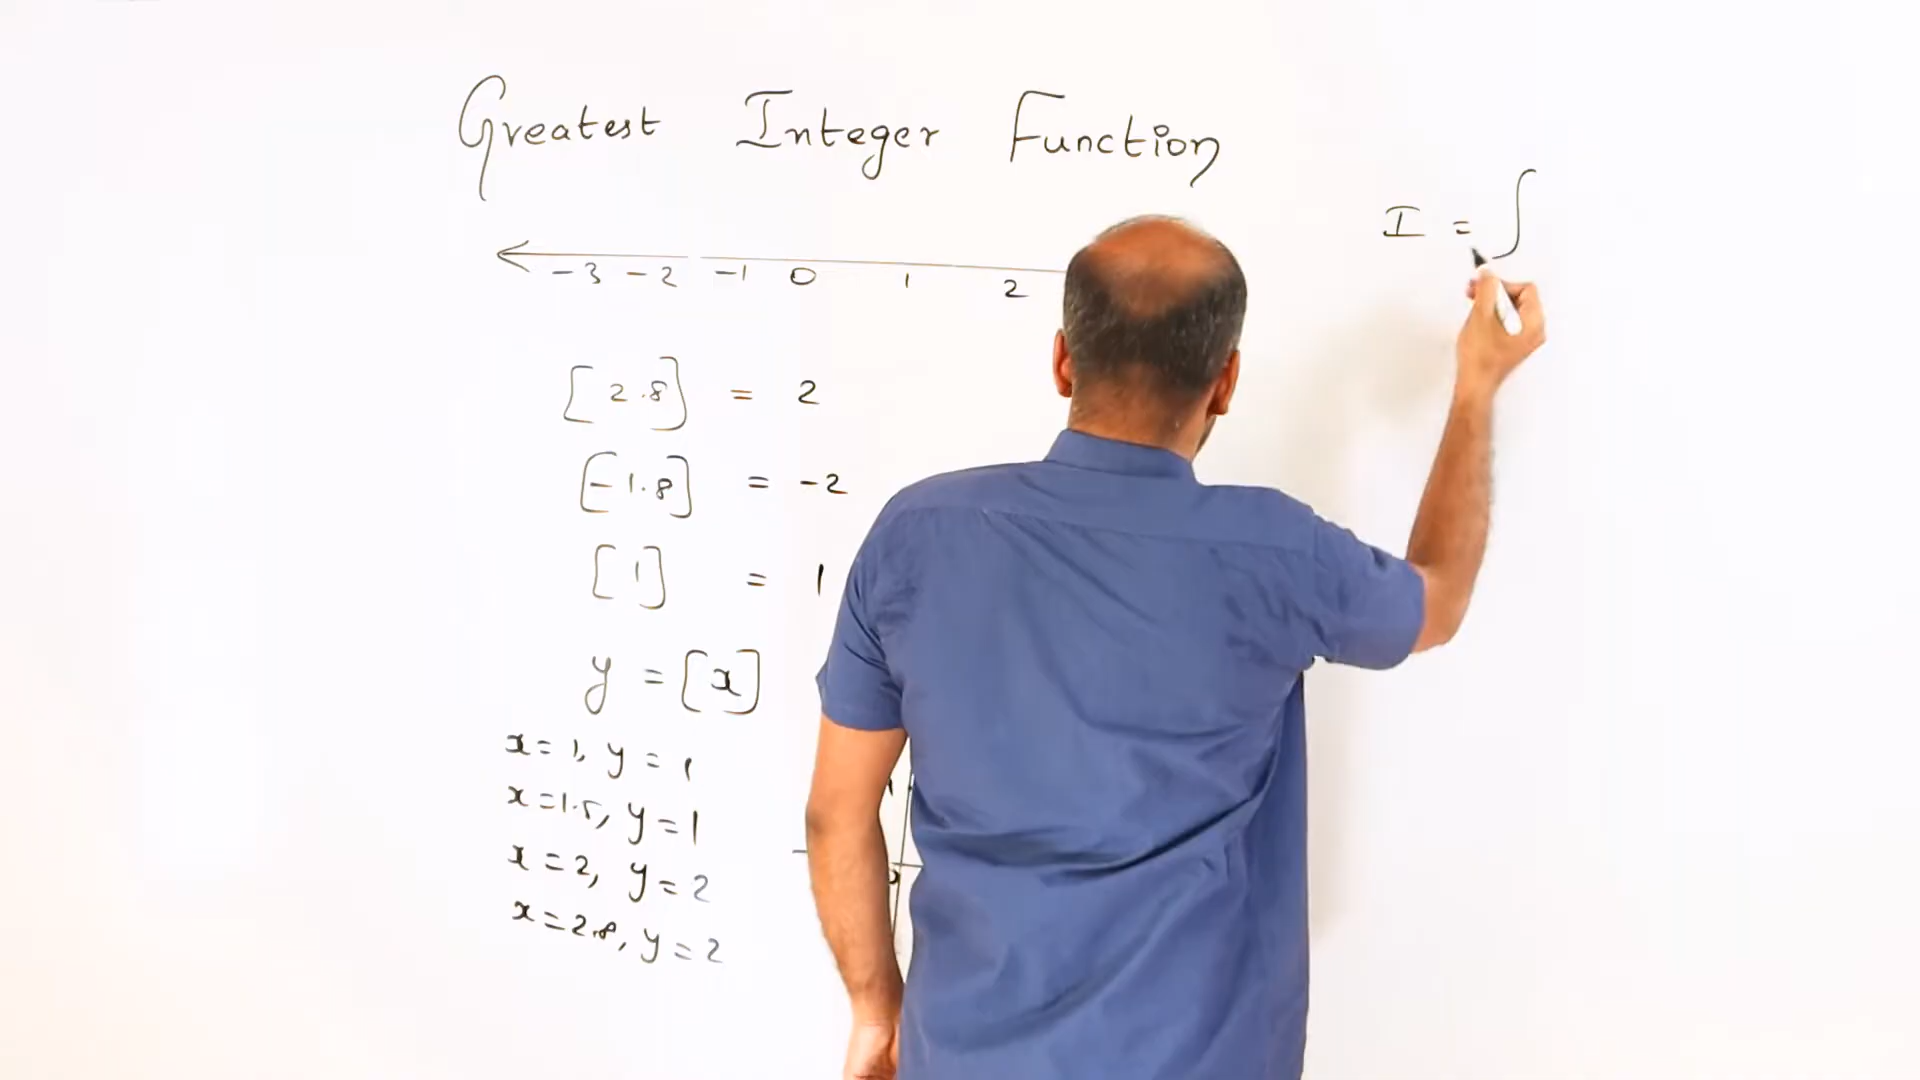 Greatest Integer Function
I = ∫
-3 -2 -1 0 1 2
[2.8] = 2
[-1.8] = -2
[1] = 1
y = [x]
x = 1, y = 1
x = 1.5, y = 1
x = 2, y = 2
x = 2.8, y = 2